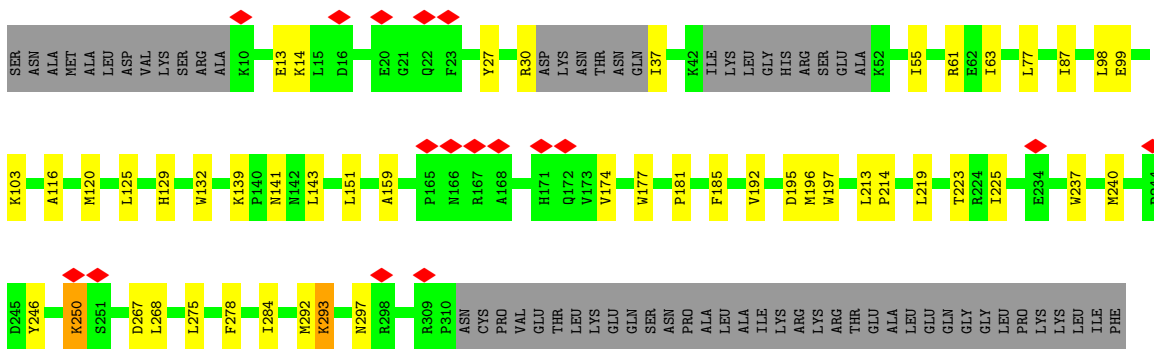 SER ASN ALA MET ALA LEU ASP VAL LYS SER ARG ALA K10 E13 K14 L15 D16 E20 G21 Q22 F23 Y27 R30 ASP LYS ASN THR ASN GLN I37 K42 ILE LYS LEU GLY HIS ARG SER GLU ALA K52 I55 R61 E62 I63 L77 I87 L98 E99
K103 A116 M120 L125 H129 W132 K139 P140 N141 N142 L143 L151 A159 P165 N166 R167 A168 H171 Q172 V173 V174 W177 P181 F185 V192 D195 M196 W197 L213 P214 L219 T223 R224 I225 E234 W237 M240
D245 Y246 K250 S251 D267 L268 L275 F278 I284 M292 K293 N297 R298 R309 P310 ASN CYS PRO VAL GLU THR LEU LYS GLU GLN SER ASN PRO ALA LEU ALA ILE LYS ARG LYS ARG THR GLU ALA LEU GLU GLN GLY GLY LEU PRO LYS LYS LEU ILE PHE